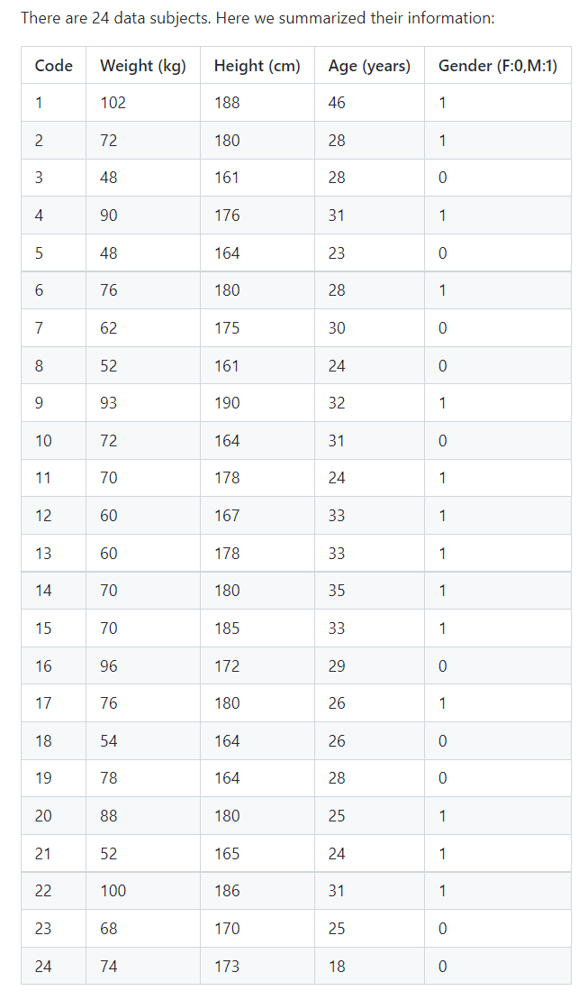 There are 24 data subjects. Here we summarized their information:
Code Weight (kg) Height (cm) Age (years) Gender (F:0,M:1)
1 102 188 46 1
2 72 180 28 1
3 48 161 28 0
4 90 176 31 1
5 48 164 23 0
6 76 180 28 1
7 62 175 30 0
8 52 161 24 0
9 93 190 32 1
10 72 164 31 0
11 70 178 24 1
12 60 167 33 1
13 60 178 33 1
14 70 180 35 1
15 70 185 33 1
16 96 172 29 0
17 76 180 26 1
18 54 164 26 0
19 78 164 28 0
20 88 180 25 1
21 52 165 24 1
22 100 186 31 1
23 68 170 25 0
24 74 173 18 0